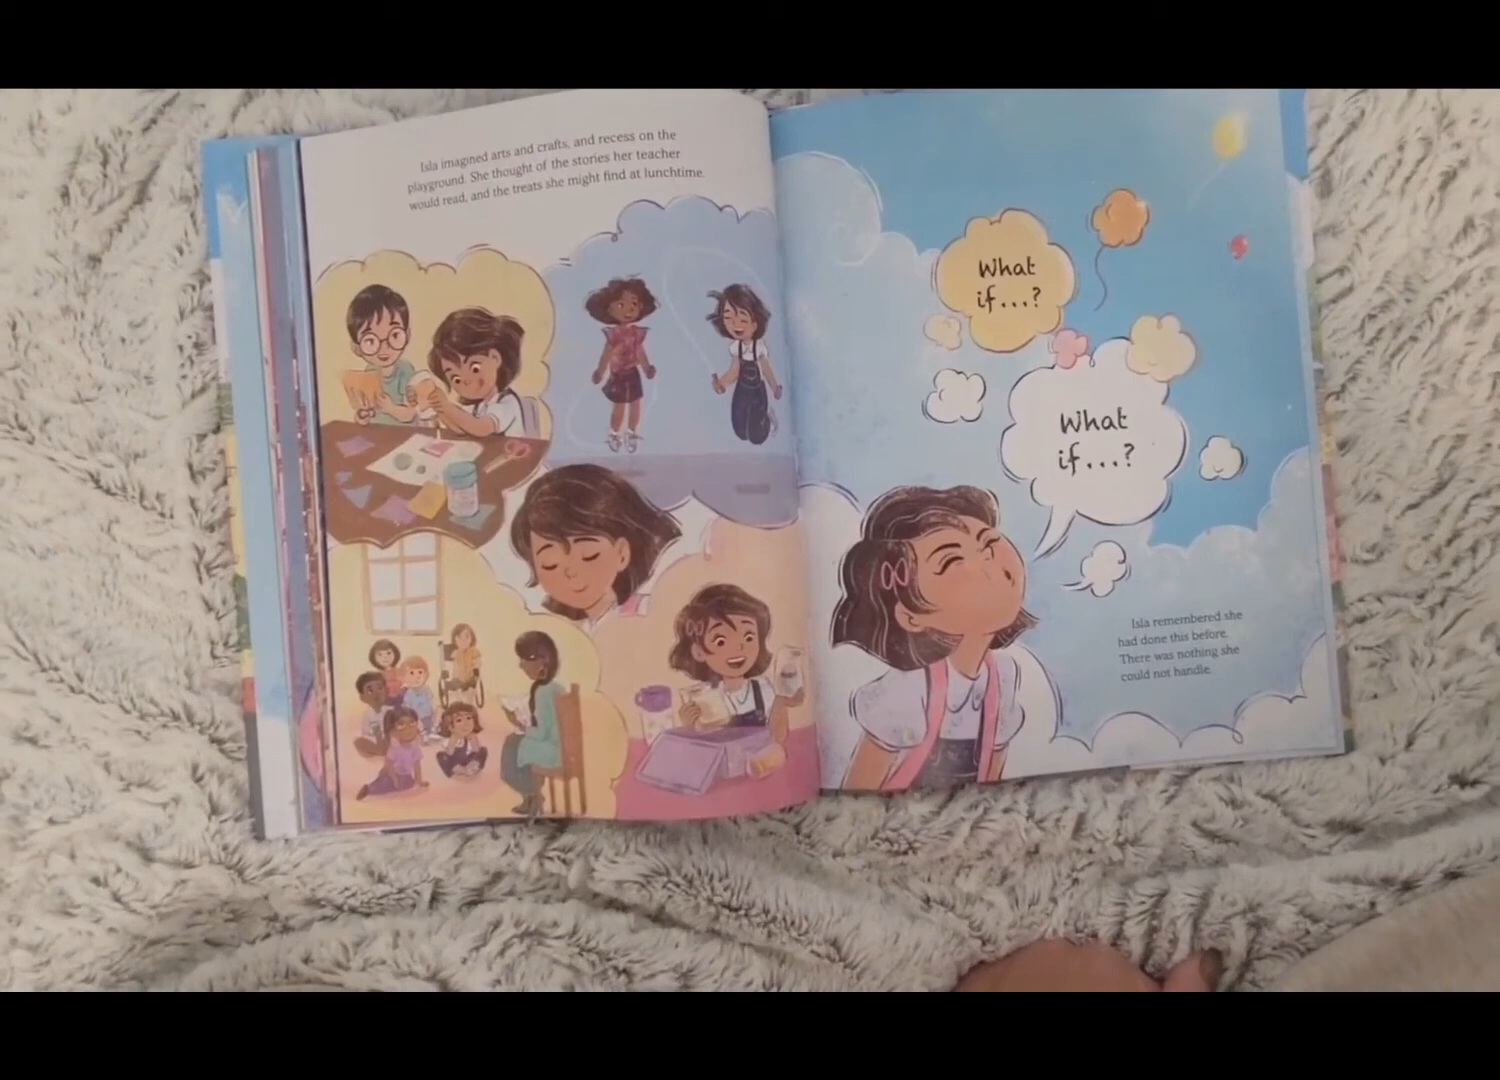 Isla imagined arts and crafts, and recess on the
playground. She thought of the stories her teacher
would read, and the treats she might find at lunchtime.
What
if...?
What
if...?
Isla remembered she
had done this before.
There was nothing she
could not handle.